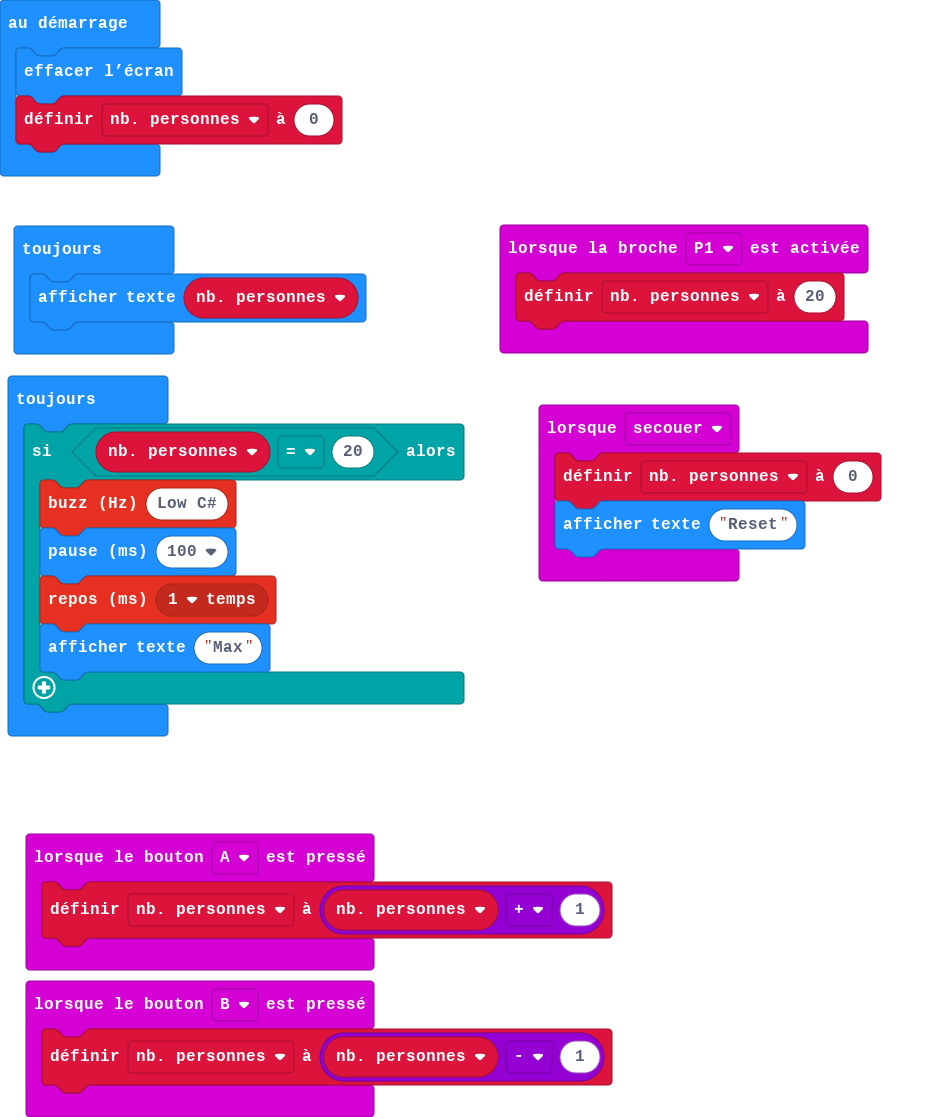 au démarrage
effacer l’écran
définir nb. personnes à 0
toujours
afficher texte nb. personnes
lorsque la broche P1 est activée
définir nb. personnes à 20
toujours
si nb. personnes = 20 alors
buzz (Hz) Low C#
pause (ms) 100
repos (ms) 1 temps
afficher texte "Max"
lorsque secouer
définir nb. personnes à 0
afficher texte "Reset"
lorsque le bouton A est pressé
définir nb. personnes à nb. personnes + 1
lorsque le bouton B est pressé
définir nb. personnes à nb. personnes - 1